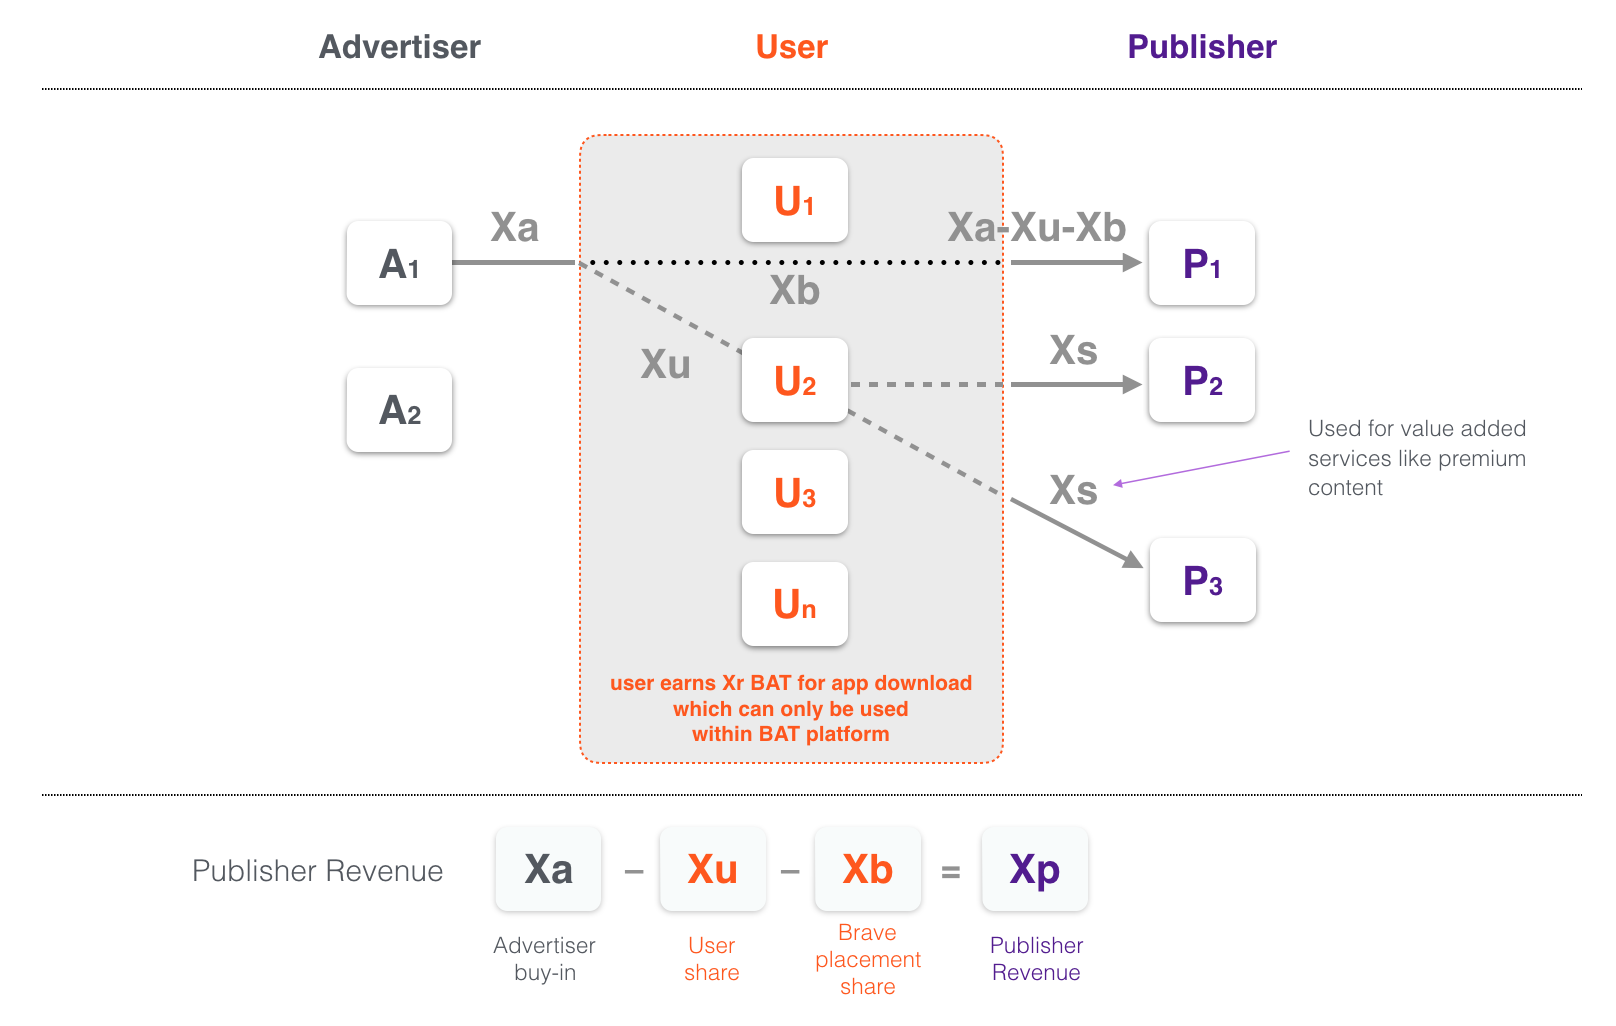 Advertiser
User
Publisher
U1
Xa
Xa-Xu-Xb
A1
P1
Xb
Xu
Xs
U2
P2
A2
Used for value added
services like premium
content
U3
Xs
P3
Un
user earns Xr BAT for app download
which can only be used
within BAT platform
Publisher Revenue
Xa – Xu – Xb = Xp
Advertiser
buy-in
User
share
Brave
placement
share
Publisher
Revenue